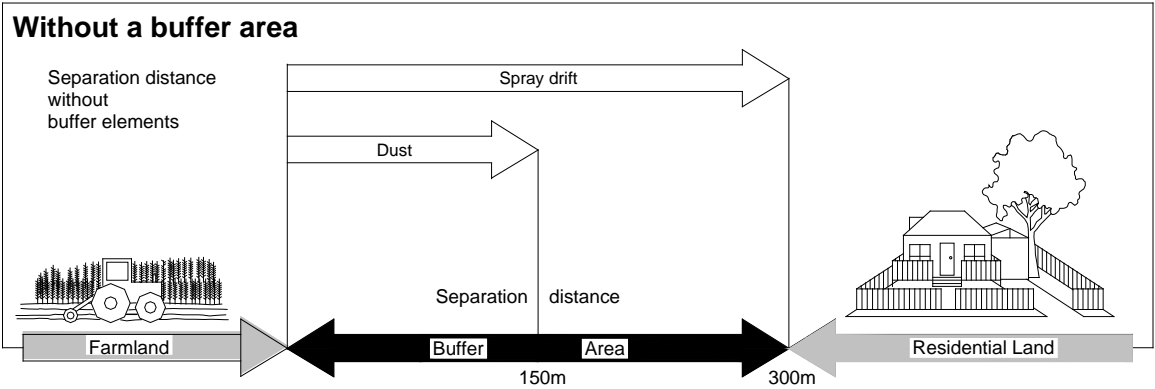 Without a buffer area
Separation distance
without
buffer elements
Spray drift
Dust
Separation distance
Farmland
Buffer Area
Residential Land
150m 300m